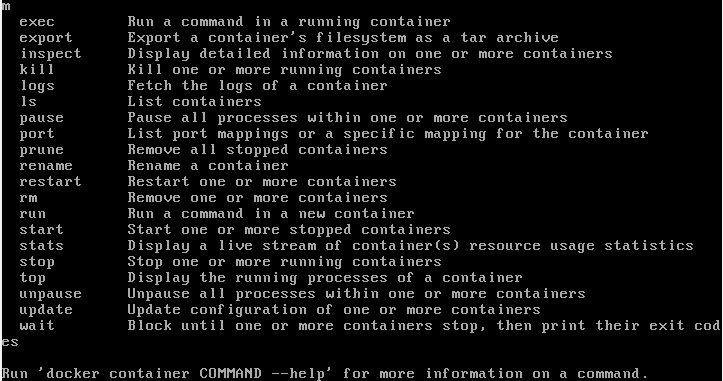 m
exec Run a command in a running container
export Export a container's filesystem as a tar archive
inspect Display detailed information on one or more containers
kill Kill one or more running containers
logs Fetch the logs of a container
ls List containers
pause Pause all processes within one or more containers
port List port mappings or a specific mapping for the container
prune Remove all stopped containers
rename Rename a container
restart Restart one or more containers
rm Remove one or more containers
run Run a command in a new container
start Start one or more stopped containers
stats Display a live stream of container(s) resource usage statistics
stop Stop one or more running containers
top Display the running processes of a container
unpause Unpause all processes within one or more containers
update Update configuration of one or more containers
wait Block until one or more containers stop, then print their exit cod
es
Run 'docker container COMMAND --help' for more information on a command.